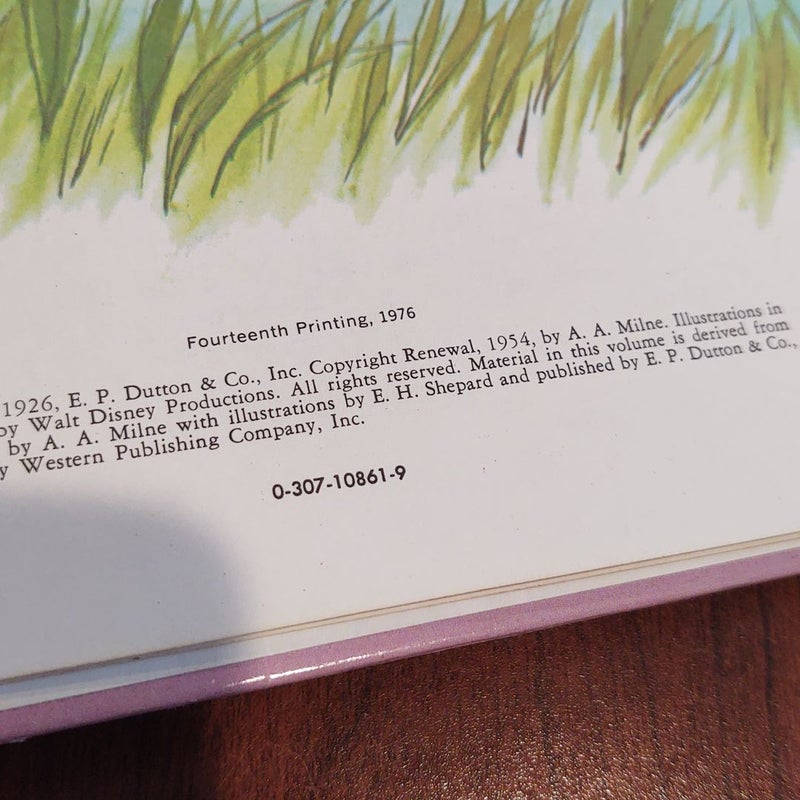 Fourteenth Printing, 1976
1926, E. P. Dutton & Co., Inc. Copyright Renewal, 1954, by A. A. Milne. Illustrations in
by Walt Disney Productions. All rights reserved. Material in this volume is derived from
by A. A. Milne with illustrations by E. H. Shepard and published by E. P. Dutton & Co.,
y Western Publishing Company, Inc.
0-307-10861-9